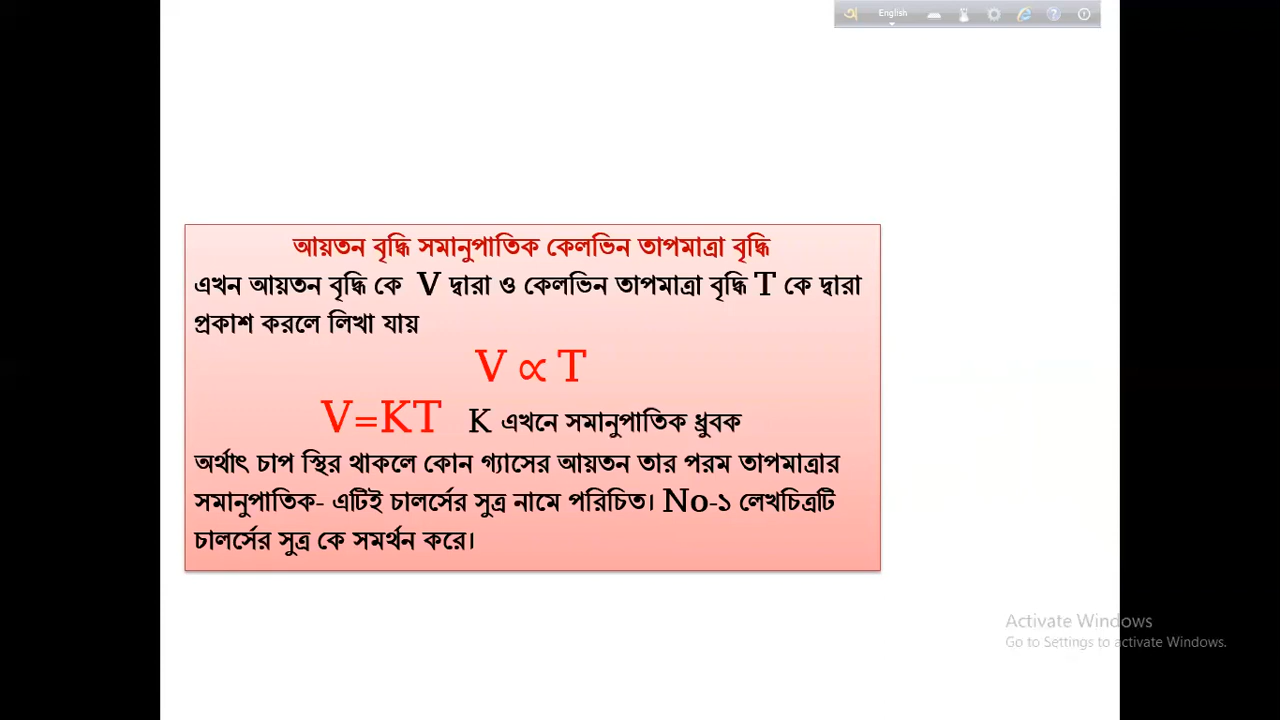 English
আয়তন বৃদ্ধি সমানুপাতিক কেলভিন তাপমাত্রা বৃদ্ধি
এখন আয়তন বৃদ্ধি কে V দ্বারা ও কেলভিন তাপমাত্রা বৃদ্ধি T কে দ্বারা
প্রকাশ করলে লিখা যায়
V ∝ T
V=KT K এখনে সমানুপাতিক ধ্রুবক
অর্থাৎ চাপ স্থির থাকলে কোন গ্যাসের আয়তন তার পরম তাপমাত্রার
সমানুপাতিক- এটিই চালর্সের সুত্র নামে পরিচিত। No-১ লেখচিত্রটি
চালর্সের সুত্র কে সমর্থন করে।
Activate Windows
Go to Settings to activate Windows.